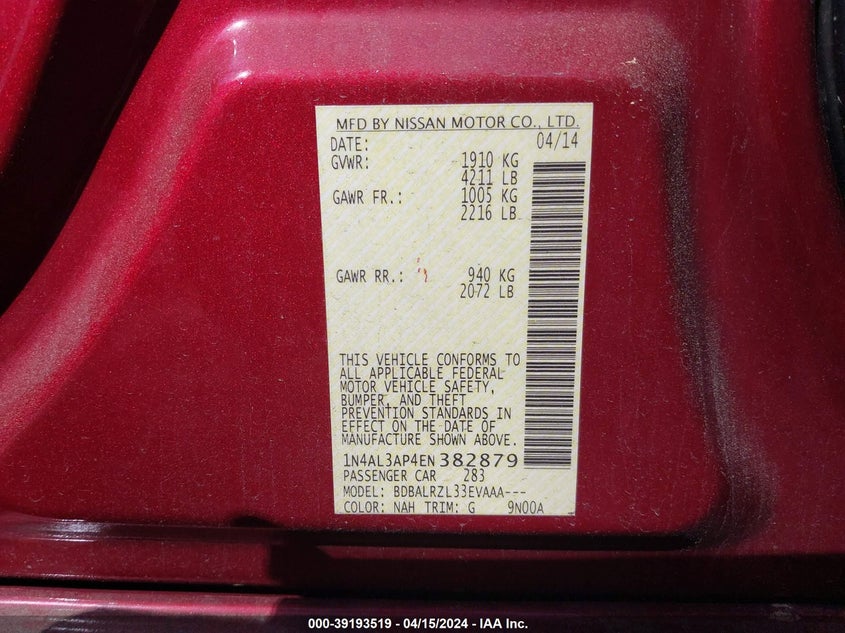 MFD BY NISSAN MOTOR CO., LTD.
DATE: 04/14
GVWR: 1910 KG
4211 LB
GAWR FR.: 1005 KG
2216 LB
GAWR RR.: 940 KG
2072 LB
THIS VEHICLE CONFORMS TO
ALL APPLICABLE FEDERAL
MOTOR VEHICLE SAFETY,
BUMPER, AND THEFT
PREVENTION STANDARDS IN
EFFECT ON THE DATE OF
MANUFACTURE SHOWN ABOVE.
1N4AL3AP4EN382879
PASSENGER CAR 283
MODEL: BDBALRZL33EVAAA---
COLOR: NAH TRIM: G 9N00A
000-39193519 - 04/15/2024 - IAA Inc.